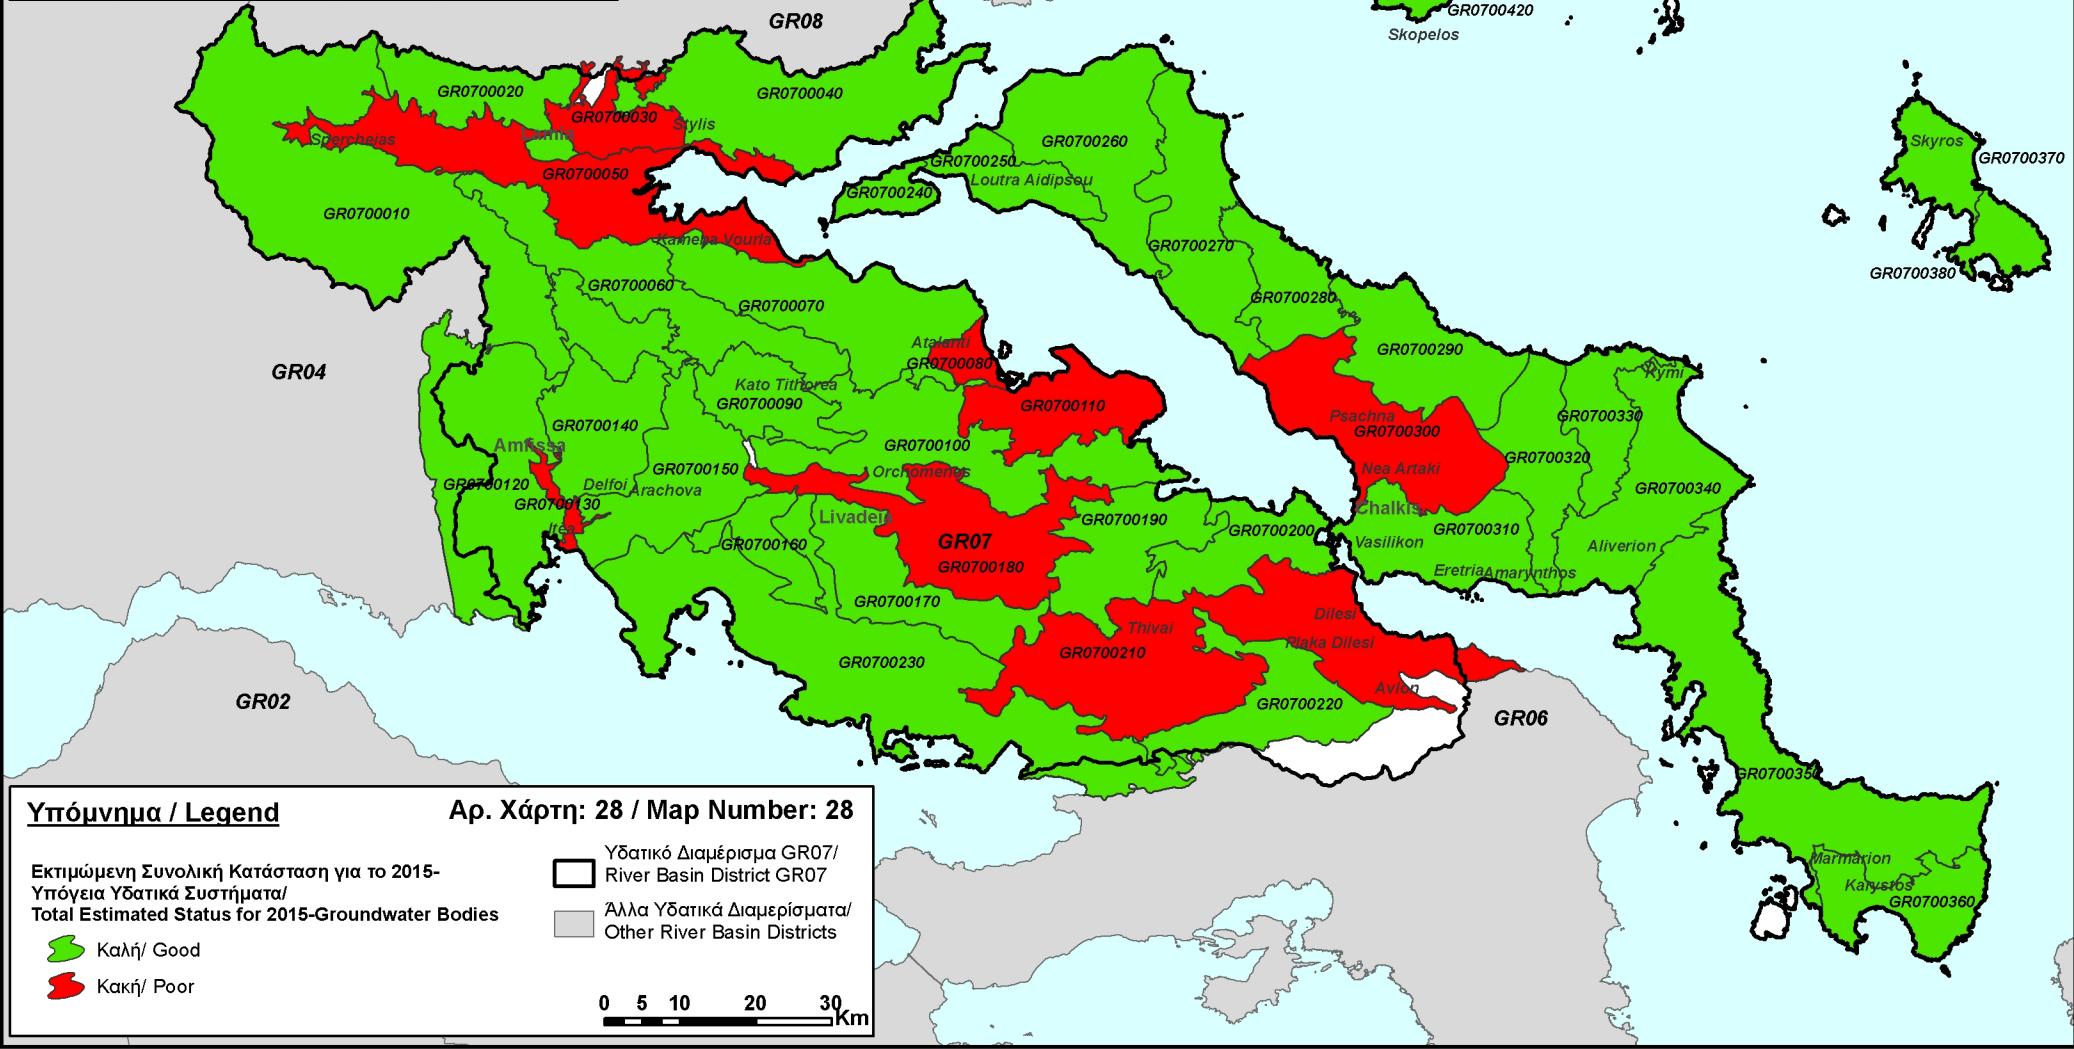 GR08
GR0700420
Skopelos
GR0700020
GR0700040
GR0700030
Stylis
Lamia
Spercheias
GR0700260
Skyros
GR0700370
GR0700250
GR0700050
Loutra Aidipsou
GR0700240
GR0700010
Kamena Vourla
GR0700270
GR0700380
GR0700060
GR0700280
GR0700070
Atalanti
GR0700290
GR0700080
GR04
Kymi
Kato Tithorea
GR0700090
GR0700110
Psachna
GR0700330
GR0700140
GR0700300
Amfissa
GR0700100
GR0700320
GR0700150
Orchomenos
Nea Artaki
GR0700120
Delfoi
Arachova
GR0700340
GR0700130
Chalkis
Livadeia
GR0700190
Itea
GR0700200
GR0700310
GR0700160
GR07
Vasilikon
Aliverion
GR0700180
Eretria
Amarynthos
GR0700170
Dilesi
Thivai
Plaka Dilesi
GR0700210
GR0700230
Avlon
GR02
GR0700220
GR06
GR0700350
Marmarion
Karystos
GR0700360
Υπόμνημα / Legend
Αρ. Χάρτη: 28 / Map Number: 28
Εκτιμώμενη Συνολική Κατάσταση για το 2015-
Υπόγεια Υδατικά Συστήματα/
Total Estimated Status for 2015-Groundwater Bodies
Καλή/ Good
Κακή/ Poor
Υδατικό Διαμέρισμα GR07/
River Basin District GR07
Άλλα Υδατικά Διαμερίσματα/
Other River Basin Districts
0 5 10 20 30
Km